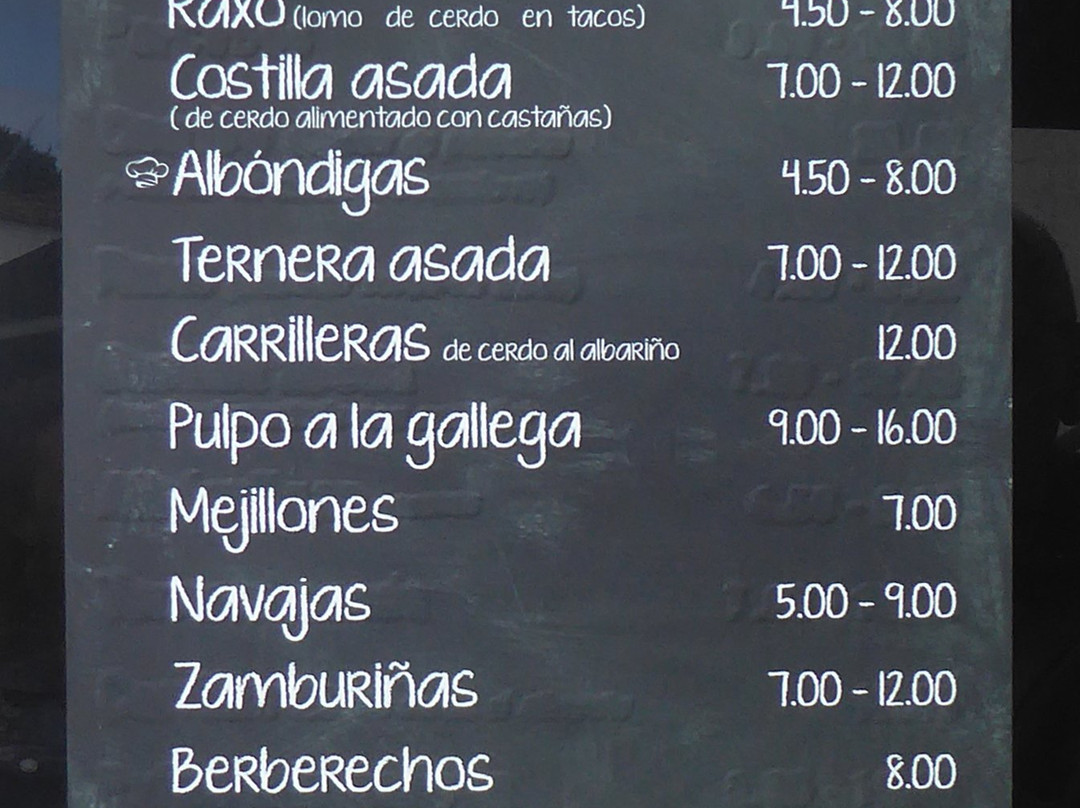 Raxo (lomo de cerdo en tacos) 4.50 - 8.00
Costilla asada 7.00 - 12.00
(de cerdo alimentado con castañas)
Albóndigas 4.50 - 8.00
Ternera asada 7.00 - 12.00
Carrilleras de cerdo al albariño 12.00
Pulpo a la gallega 9.00 - 16.00
Mejillones 7.00
Navajas 5.00 - 9.00
Zamburiñas 7.00 - 12.00
Berberechos 8.00